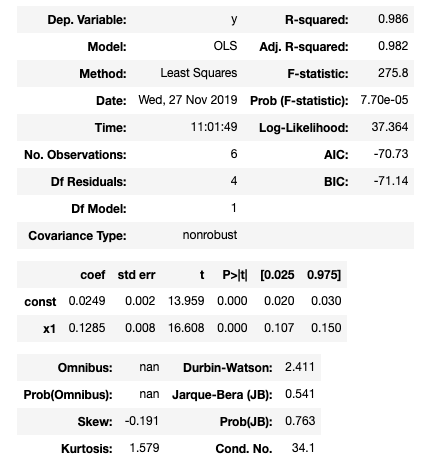 Dep. Variable: y R-squared: 0.986
Model: OLS Adj. R-squared: 0.982
Method: Least Squares F-statistic: 275.8
Date: Wed, 27 Nov 2019 Prob (F-statistic): 7.70e-05
Time: 11:01:49 Log-Likelihood: 37.364
No. Observations: 6 AIC: -70.73
Df Residuals: 4 BIC: -71.14
Df Model: 1
Covariance Type: nonrobust
coef std err t P>|t| [0.025 0.975]
const 0.0249 0.002 13.959 0.000 0.020 0.030
x1 0.1285 0.008 16.608 0.000 0.107 0.150
Omnibus: nan Durbin-Watson: 2.411
Prob(Omnibus): nan Jarque-Bera (JB): 0.541
Skew: -0.191 Prob(JB): 0.763
Kurtosis: 1.579 Cond. No. 34.1